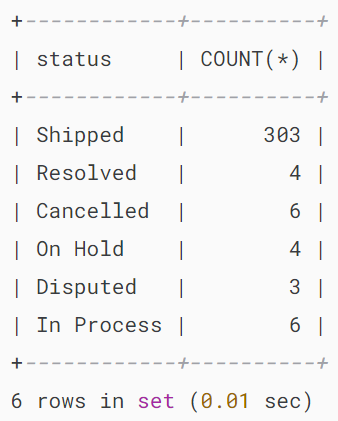 +------------+----------+
| status     | COUNT(*) |
+------------+----------+
| Shipped    |      303 |
| Resolved   |        4 |
| Cancelled  |        6 |
| On Hold    |        4 |
| Disputed   |        3 |
| In Process |        6 |
+------------+----------+
6 rows in set (0.01 sec)